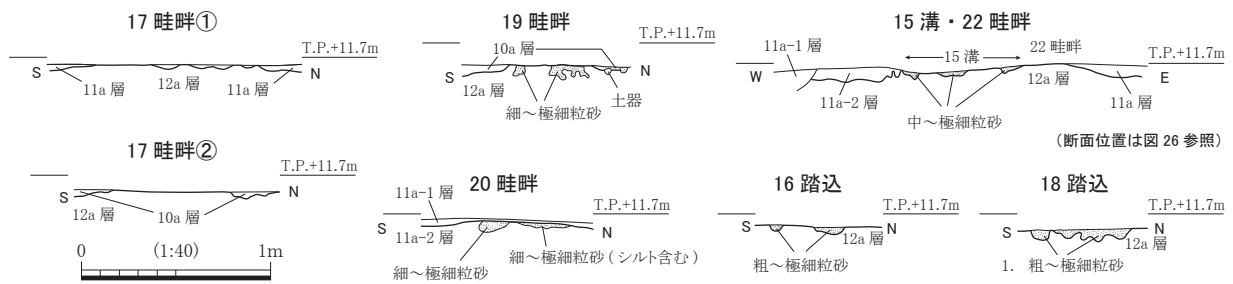 17 畦畔①
T.P.+11.7m
S
N
11a 層
12a 層
11a 層
19 畦畔
10a 層
T.P.+11.7m
S
N
12a 層
土器
細～極細粒砂
15 溝・22 畦畔
11a-1 層
15 溝
22 畦畔
T.P.+11.7m
W
12a 層
E
11a-2 層
11a 層
中～極細粒砂
(断面位置は図 26 参照)
17 畦畔②
T.P.+11.7m
S
N
12a 層
10a 層
0
(1:40)
1m
20 畦畔
11a-1 層
T.P.+11.7m
S
11a-2 層
N
細～極細粒砂 ( シルト含む )
細～極細粒砂
16 踏込
T.P.+11.7m
S
N
12a 層
粗～極細粒砂
18 踏込
T.P.+11.7m
S
N
12a 層
1. 粗～極細粒砂